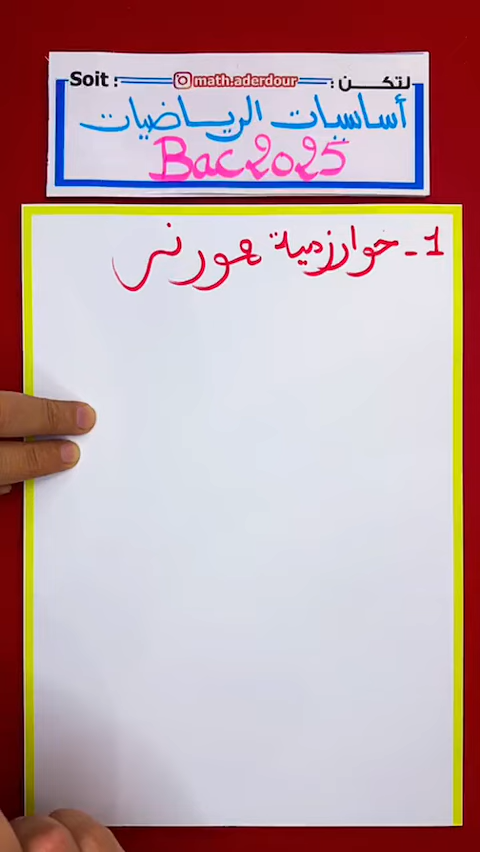 Soit : math.aderdour لتكن :
أساسيات الرياضيات
Bac2025
1 - خوارزمية هورنر